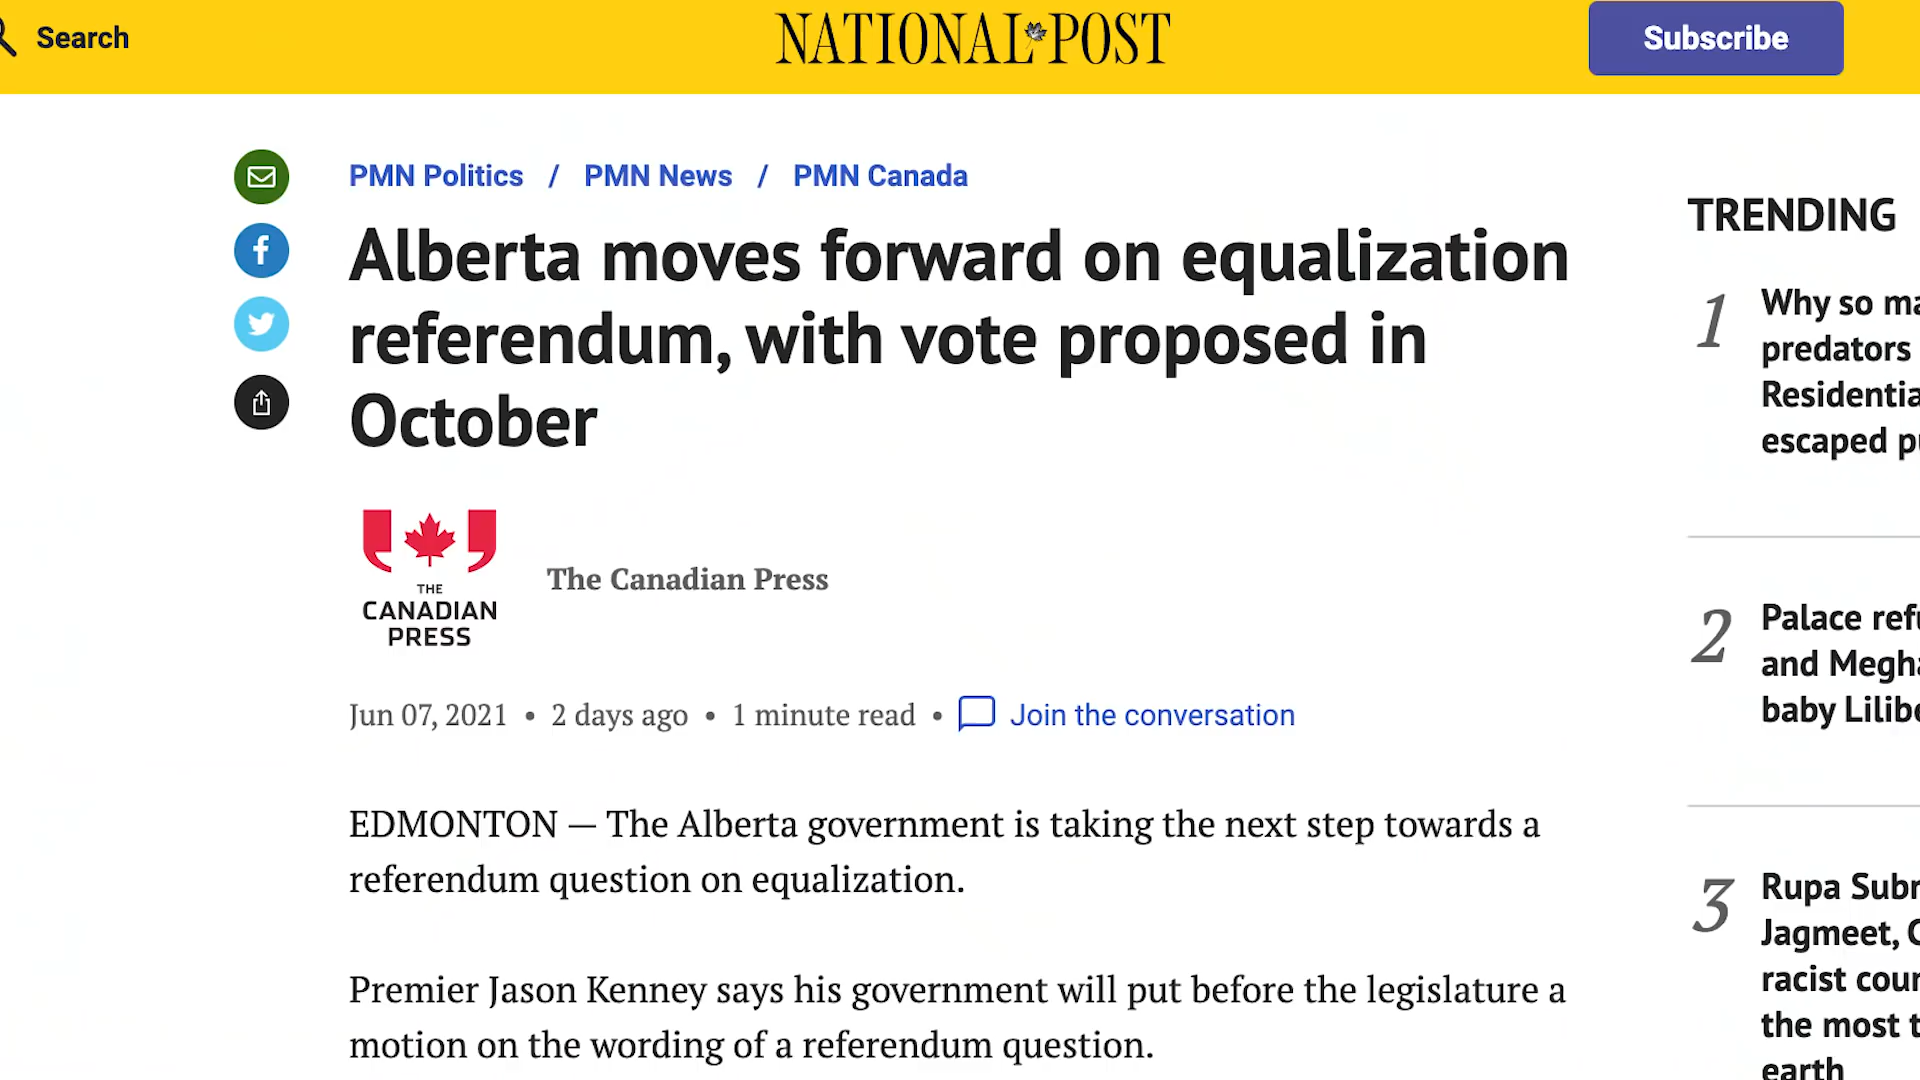 Search
NATIONAL POST
Subscribe
PMN Politics / PMN News / PMN Canada
Alberta moves forward on equalization
referendum, with vote proposed in
October
THE
CANADIAN
PRESS
The Canadian Press
Jun 07, 2021 • 2 days ago • 1 minute read • Join the conversation
EDMONTON — The Alberta government is taking the next step towards a
referendum question on equalization.
Premier Jason Kenney says his government will put before the legislature a
motion on the wording of a referendum question.
TRENDING
1
Why so
predators
escaped
2
Palace
and
baby
3
Rupa
Jagmeet,
racist
the most
earth